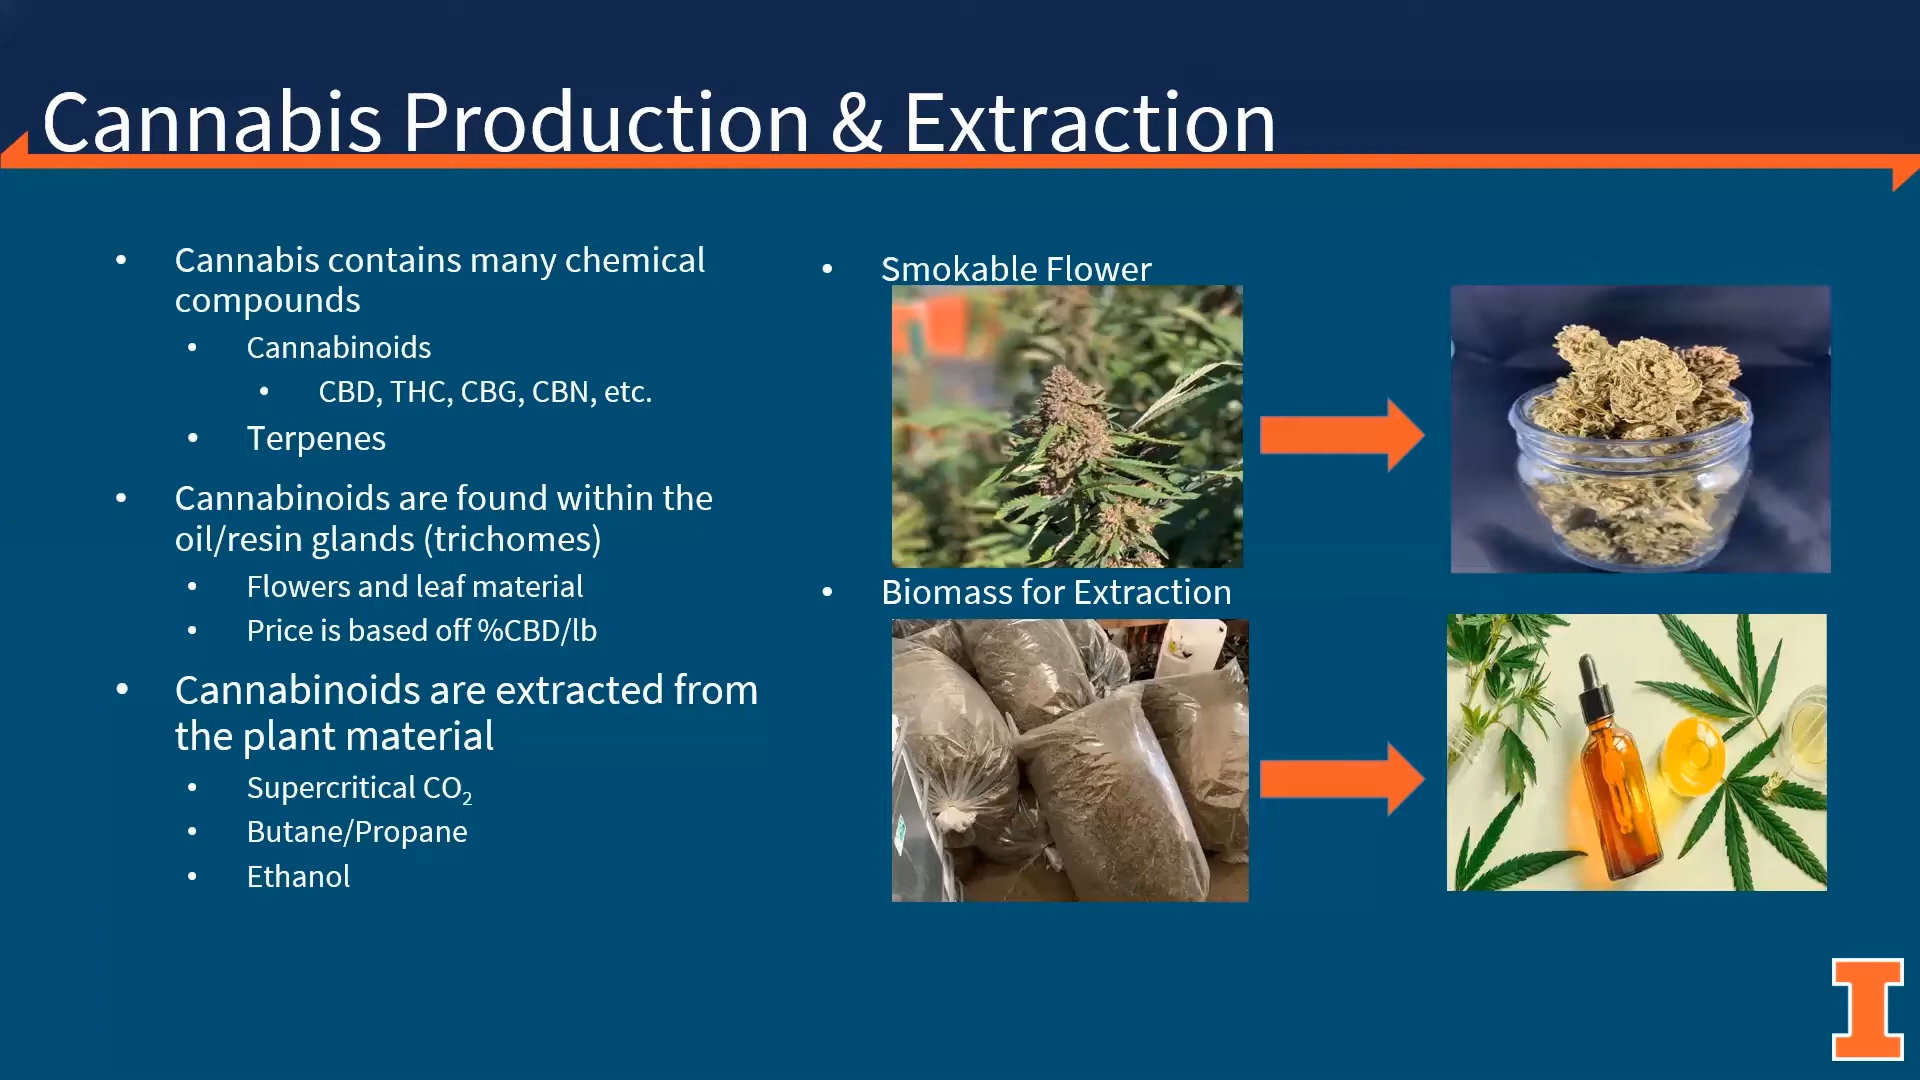 Cannabis Production & Extraction
• Cannabis contains many chemical
compounds
• Cannabinoids
• CBD, THC, CBG, CBN, etc.
• Terpenes
• Cannabinoids are found within the
oil/resin glands (trichomes)
• Flowers and leaf material
• Price is based off %CBD/lb
• Cannabinoids are extracted from
the plant material
• Supercritical CO₂
• Butane/Propane
• Ethanol
• Smokable Flower
• Biomass for Extraction
I